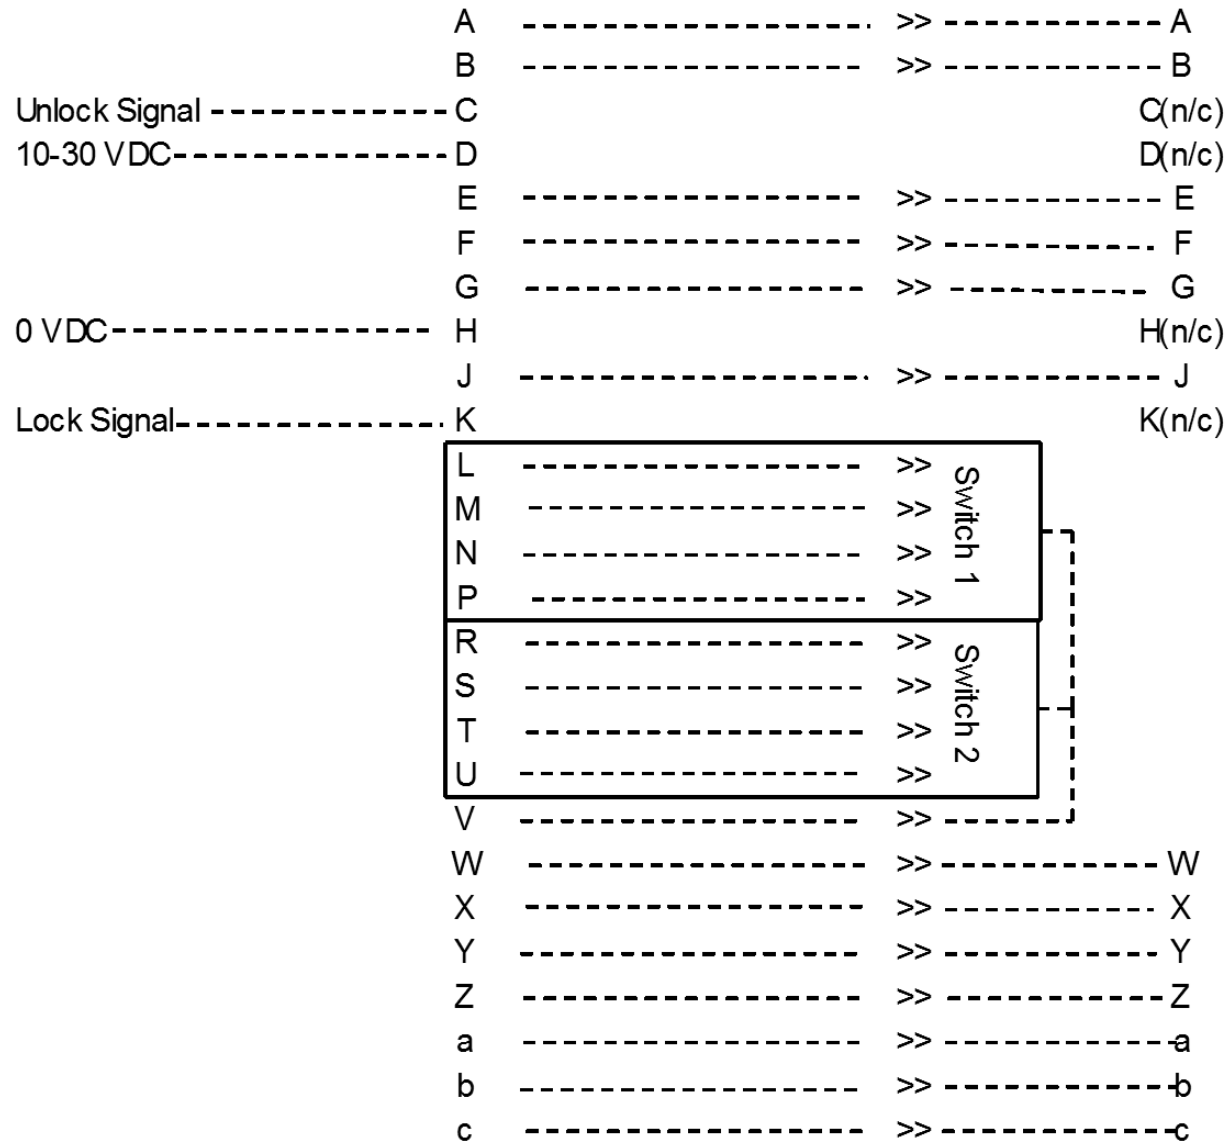 A >> A
B >> B
Unlock Signal C C(n/c)
10-30 VDC D D(n/c)
E >> E
F >> F
G >> G
0 VDC H H(n/c)
J >> J
Lock Signal K K(n/c)
L >>
M >>
N >>
P >>
Switch 1
R >>
S >>
T >>
U >>
Switch 2
V >>
W >> W
X >> X
Y >> Y
Z >> Z
a >> a
b >> b
c >> c